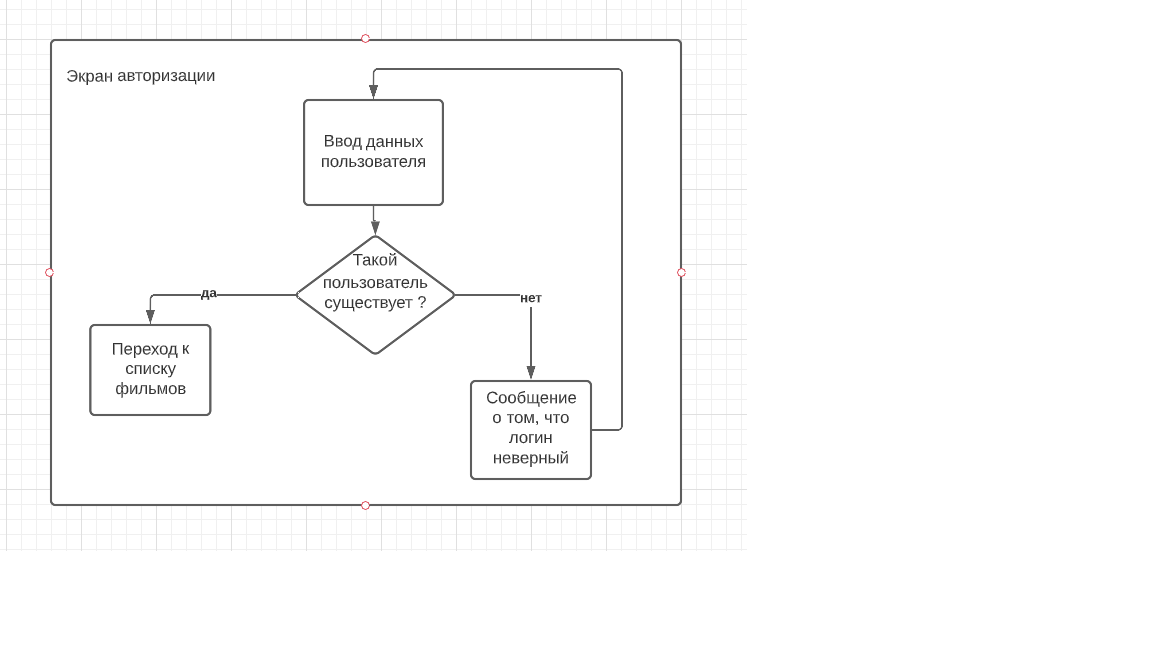 Экран авторизации
Ввод данных
пользователя
Такой
пользователь
существует ?
да
нет
Переход к
списку
фильмов
Сообщение
о том, что
логин
неверный